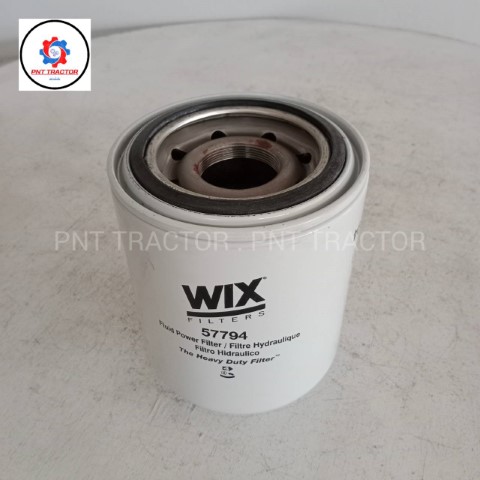 PNT TRACTOR
PNT TRACTOR . PNT TRACTOR
WIX
FILTERS
57794
Fluid Power Filter / Filtre Hydraulique
Filtro Hidraulico
The Heavy Duty Filter™